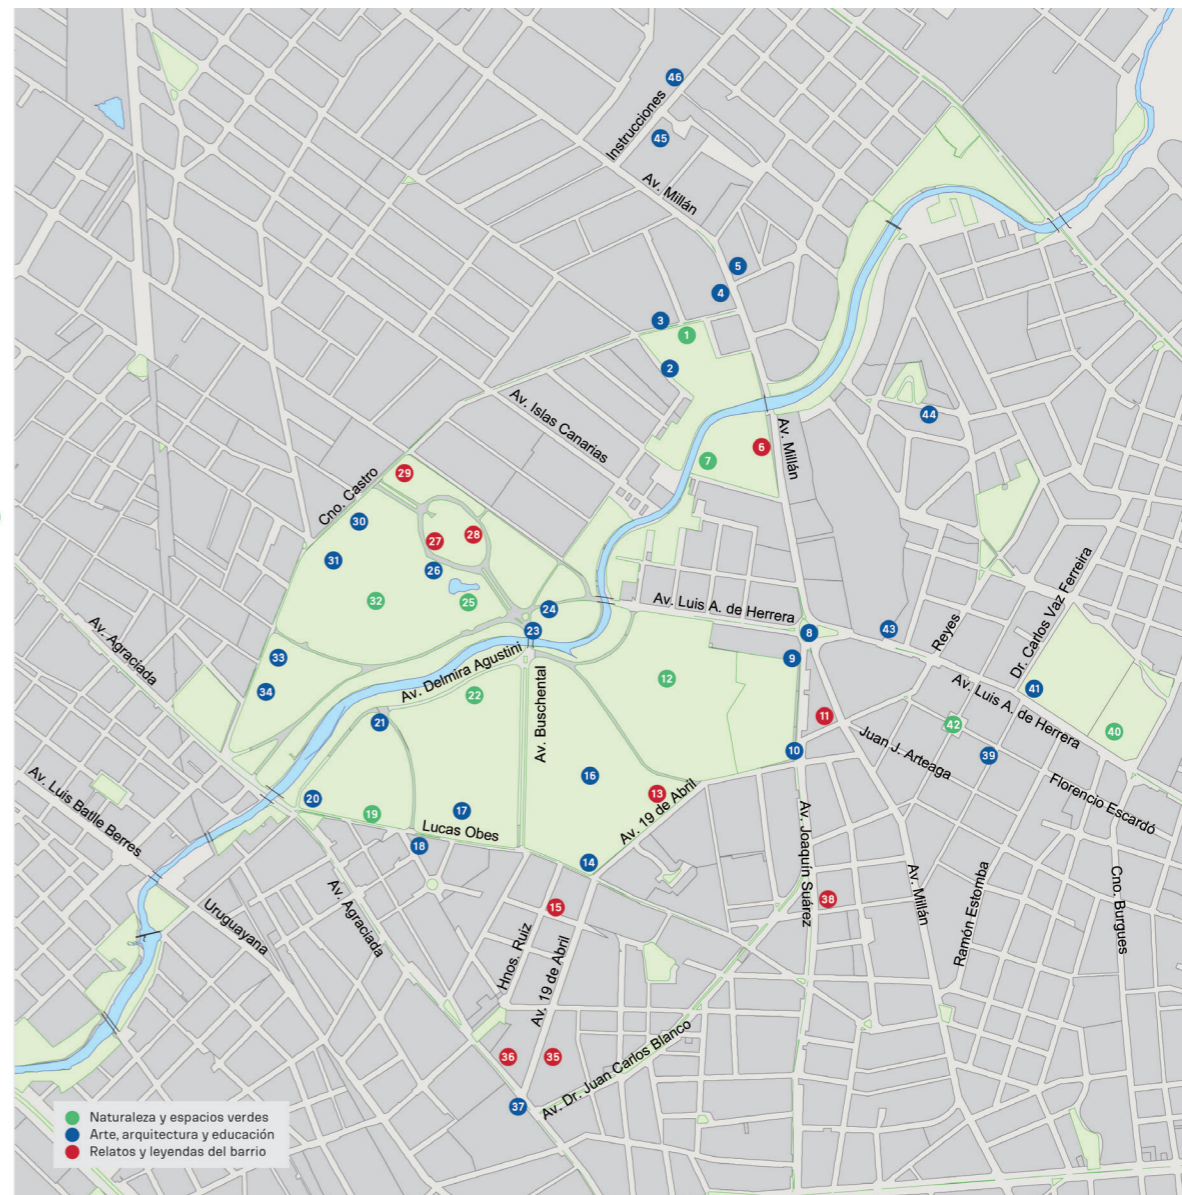 46
Instrucciones
45
Av. Millán
5
4
3
1
2
Av. Islas Canarias
44
Av. Millán
6
7
29
Cno. Castro
30
27
28
31
26
32
25
24
23
Av. Luis A. de Herrera
8
43
Reyes
Dr. Carlos Vaz Ferreira
Av. Agraciada
33
34
Av. Delmira Agustini
22
9
12
41
Av. Luis A. de Herrera
21
Av. Buschental
11
42
40
Juan J. Arteaga
10
39
16
13
Av. 19 de Abril
Florencio Escardó
Av. Luis Batlle Berres
20
19
17
Lucas Obes
18
14
Av. Joaquín Suárez
Av. Agraciada
Uruguayana
15
38
Av. Millán
Ramón Estomba
Cno. Burgues
Hnos. Ruiz
Av. 19 de Abril
36
35
Av. Dr. Juan Carlos Blanco
37
Naturaleza y espacios verdes
Arte, arquitectura y educación
Relatos y leyendas del barrio